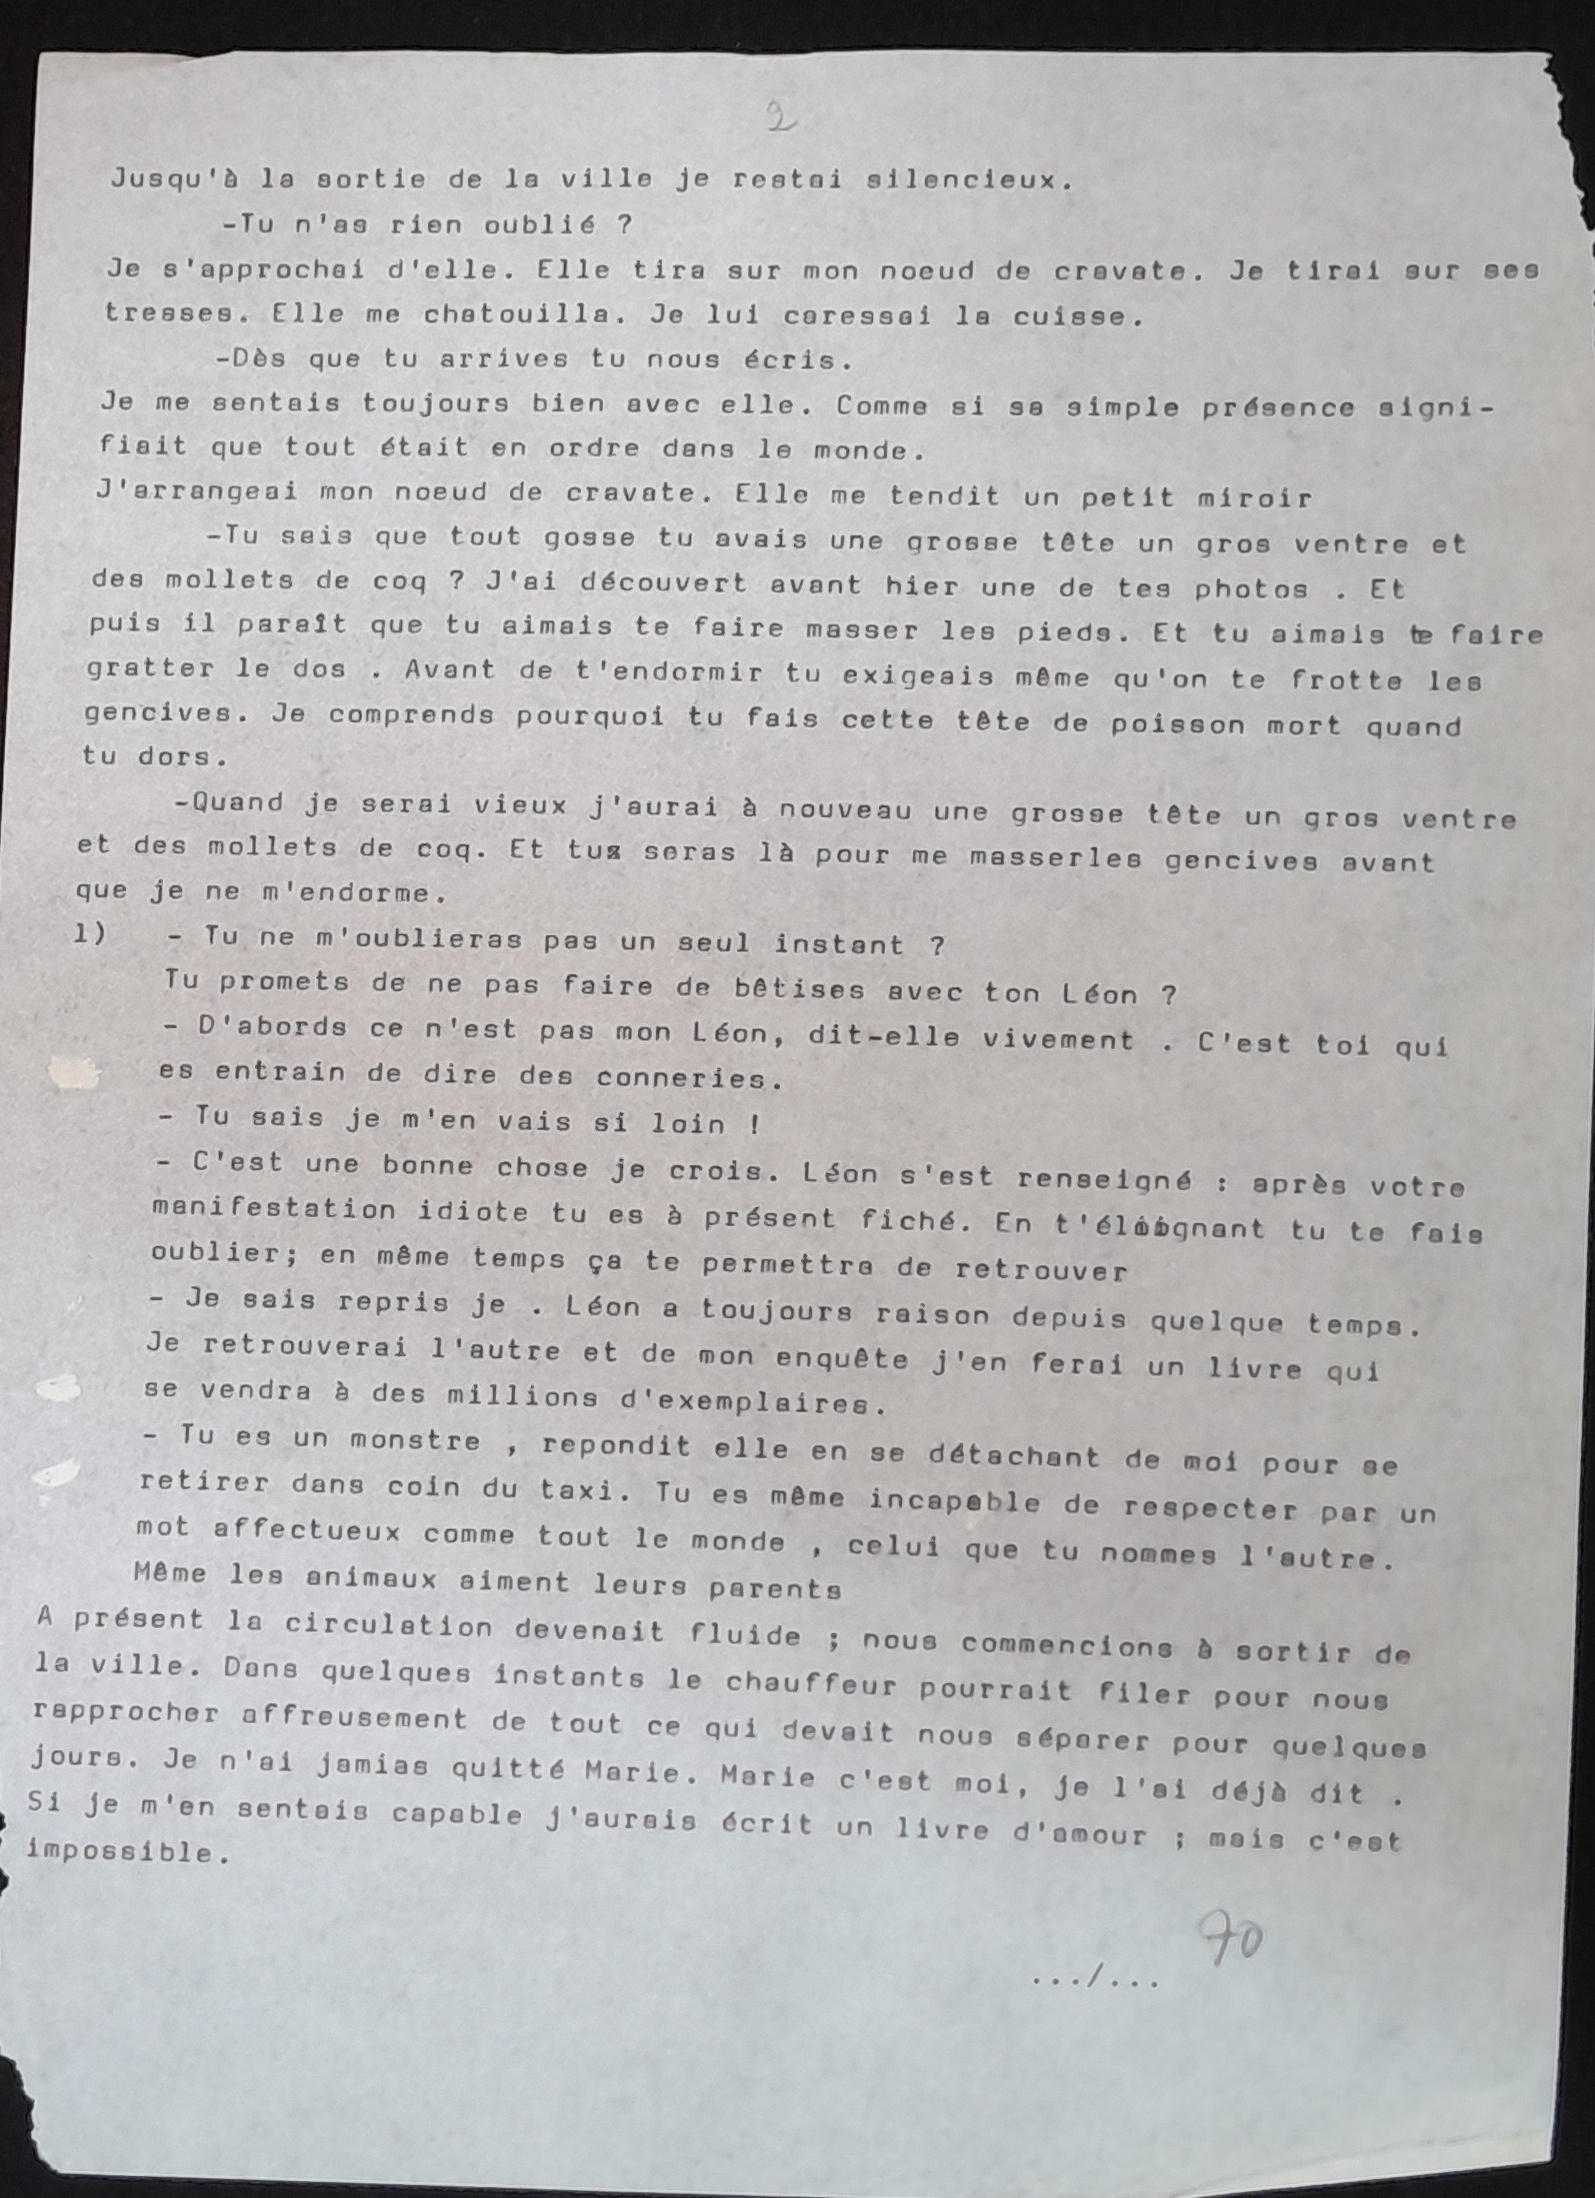 2
Jusqu'à la sortie de la ville je restai silencieux.
-Tu n'as rien oublié ?
Je s'approchai d'elle. Elle tira sur mon noeud de cravate. Je tirai sur ses
tresses. Elle me chatouilla. Je lui caressai la cuisse.
-Dès que tu arrives tu nous écris.
Je me sentais toujours bien avec elle. Comme si sa simple présence signi-
fiait que tout était en ordre dans le monde.
J'arrangeai mon noeud de cravate. Elle me tendit un petit miroir
-Tu sais que tout gosse tu avais une grosse tête un gros ventre et
des mollets de coq ? J'ai découvert avant hier une de tes photos . Et
puis il paraît que tu aimais te faire masser les pieds. Et tu aimais te faire
gratter le dos . Avant de t'endormir tu exigeais même qu'on te frotte les
gencives. Je comprends pourquoi tu fais cette tête de poisson mort quand
tu dors.
-Quand je serai vieux j'aurai à nouveau une grosse tête un gros ventre
et des mollets de coq. Et tu seras là pour me masserles gencives avant
que je ne m'endorme.
1) - Tu ne m'oublieras pas un seul instant ?
Tu promets de ne pas faire de bêtises avec ton Léon ?
- D'abords ce n'est pas mon Léon, dit-elle vivement . C'est toi qui
es entrain de dire des conneries.
- Tu sais je m'en vais si loin !
- C'est une bonne chose je crois. Léon s'est renseigné : après votre
manifestation idiote tu es à présent fiché. En t'éloignant tu te fais
oublier; en même temps ça te permettra de retrouver
- Je sais repris je . Léon a toujours raison depuis quelque temps.
Je retrouverai l'autre et de mon enquête j'en ferai un livre qui
se vendra à des millions d'exemplaires.
- Tu es un monstre , repondit elle en se détachant de moi pour se
retirer dans coin du taxi. Tu es même incapable de respecter par un
mot affectueux comme tout le monde , celui que tu nommes l'autre.
Même les animaux aiment leurs parents
A présent la circulation devenait fluide ; nous commencions à sortir de
la ville. Dans quelques instants le chauffeur pourrait filer pour nous
rapprocher affreusement de tout ce qui devait nous séparer pour quelques
jours. Je n'ai jamias quitté Marie. Marie c'est moi, je l'ai déjà dit .
Si je m'en sentais capable j'aurais écrit un livre d'amour ; mais c'est
impossible.
70
.../...